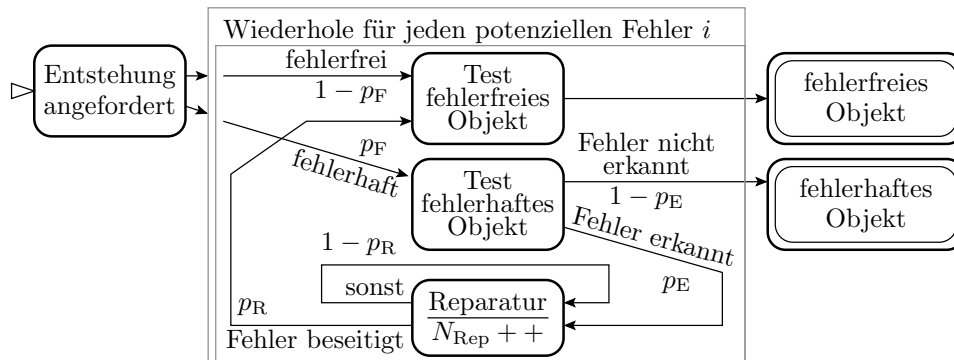 Wiederhole für jeden potenziellen Fehler i
Entstehung
angefordert
fehlerfrei
1 − p_F
Test
fehlerfreies
Objekt
fehlerfreies
Objekt
p_F
fehlerhaft
Test
fehlerhaftes
Objekt
Fehler nicht
erkannt
1 − p_E
fehlerhaftes
Objekt
Fehler erkannt
p_E
1 − p_R
sonst
p_R
Fehler beseitigt
Reparatur
N_Rep + +